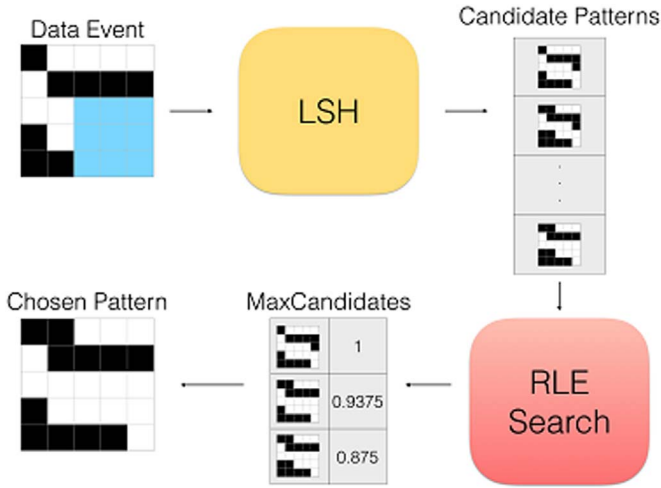 Data Event
LSH
Candidate Patterns
Chosen Pattern
MaxCandidates
1
0.9375
0.875
RLE
Search